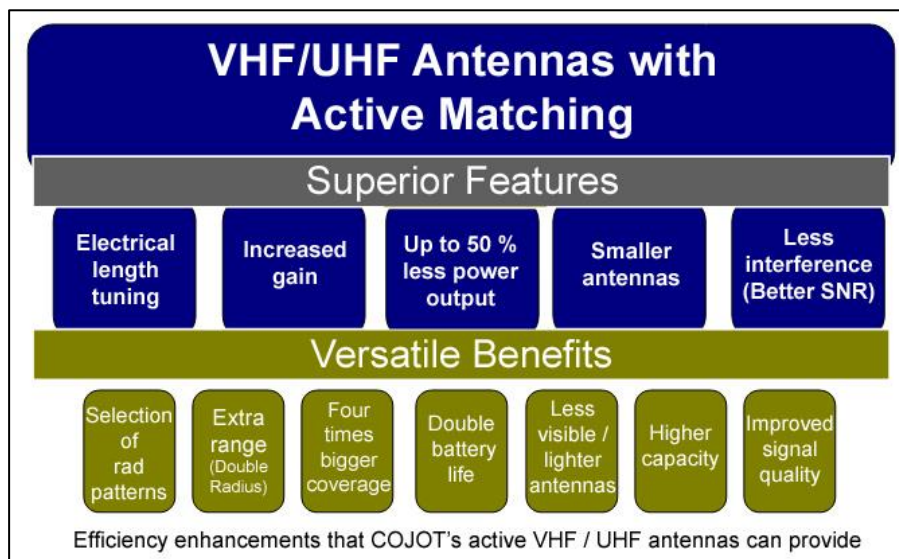 VHF/UHF Antennas with
Active Matching
Superior Features
Electrical
length
tuning
Increased
gain
Up to 50 %
less power
output
Smaller
antennas
Less
interference
(Better SNR)
Versatile Benefits
Selection
of
rad
patterns
Extra
range
(Double
Radius)
Four
times
bigger
coverage
Double
battery
life
Less
visible /
lighter
antennas
Higher
capacity
Improved
signal
quality
Efficiency enhancements that COJOT's active VHF / UHF antennas can provide